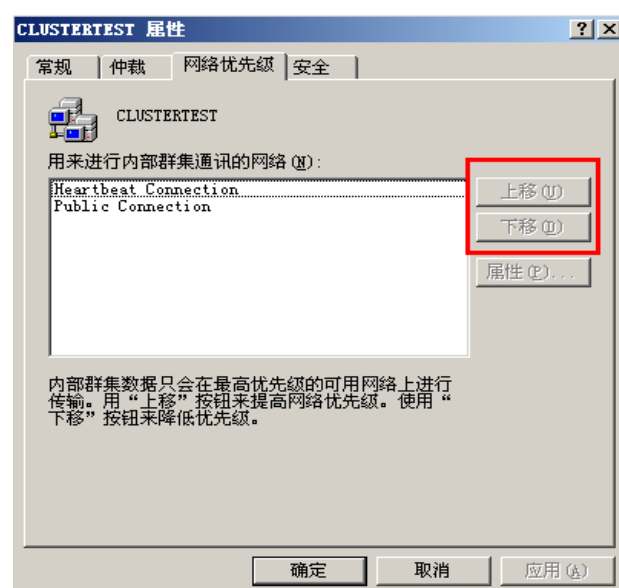 CLUSTERTEST 属性
常规
仲裁
网络优先级
安全
CLUSTERTEST
用来进行内部群集通讯的网络(N):
Heartbeat Connection
Public Connection
上移(U)
下移(D)
属性(P)...
内部群集数据只会在最高优先级的可用网络上进行
传输。用“上移”按钮来提高网络优先级。使用“
下移”按钮来降低优先级。
确定
取消
应用(A)